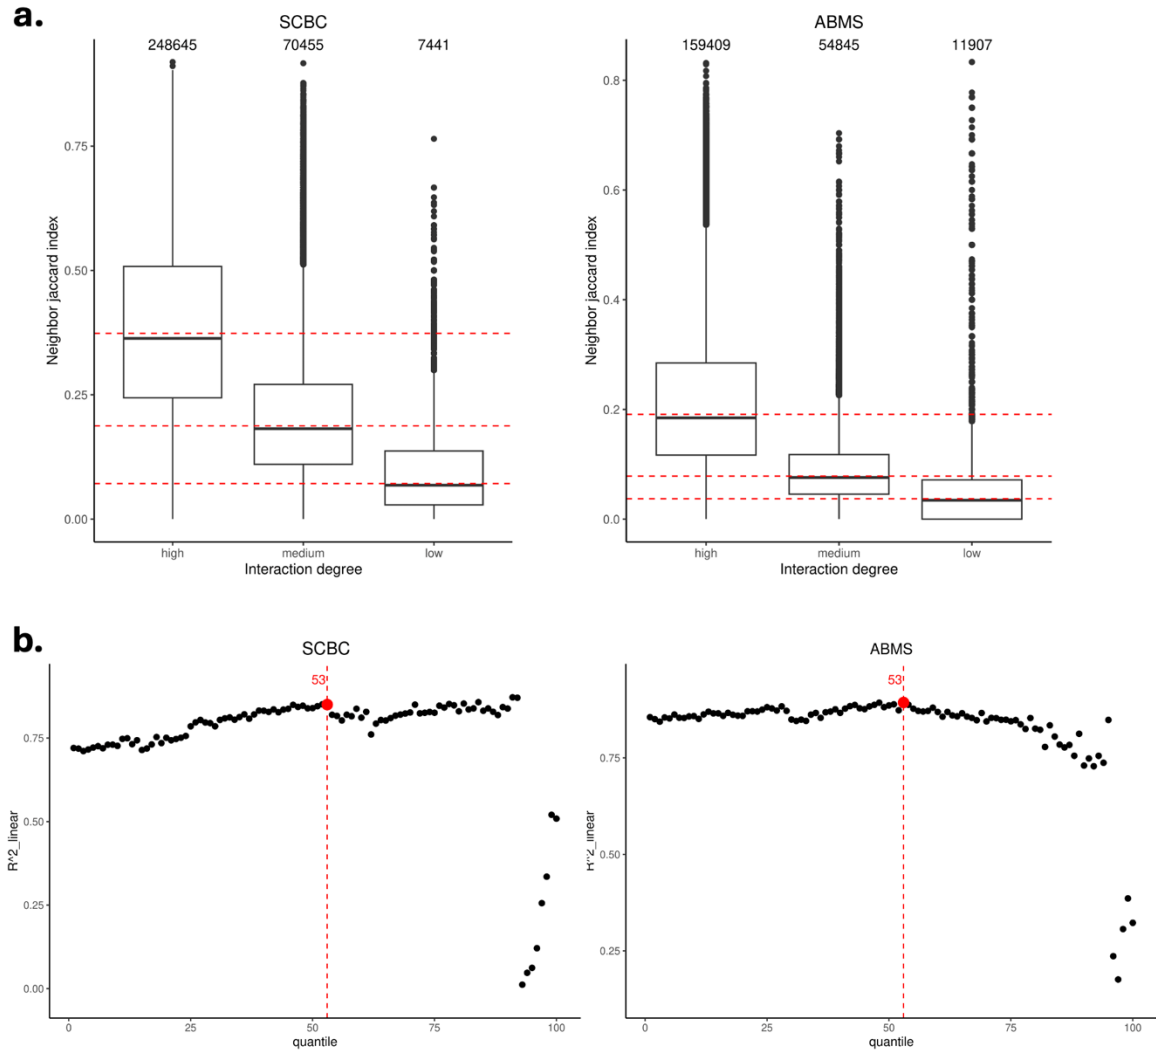 a.
SCBC
248645 70455 7441
Neighbor jaccard index
0.75
0.50
0.25
0.00
high medium low
Interaction degree
ABMS
159409 54845 11907
Neighbor jaccard index
0.8
0.6
0.4
0.2
0.0
high medium low
Interaction degree
b.
SCBC
53
R^2_linear
0.75
0.50
0.25
0.00
0 25 50 75 100
quantile
ABMS
53
R^2_linear
0.75
0.50
0.25
0 25 50 75 100
quantile